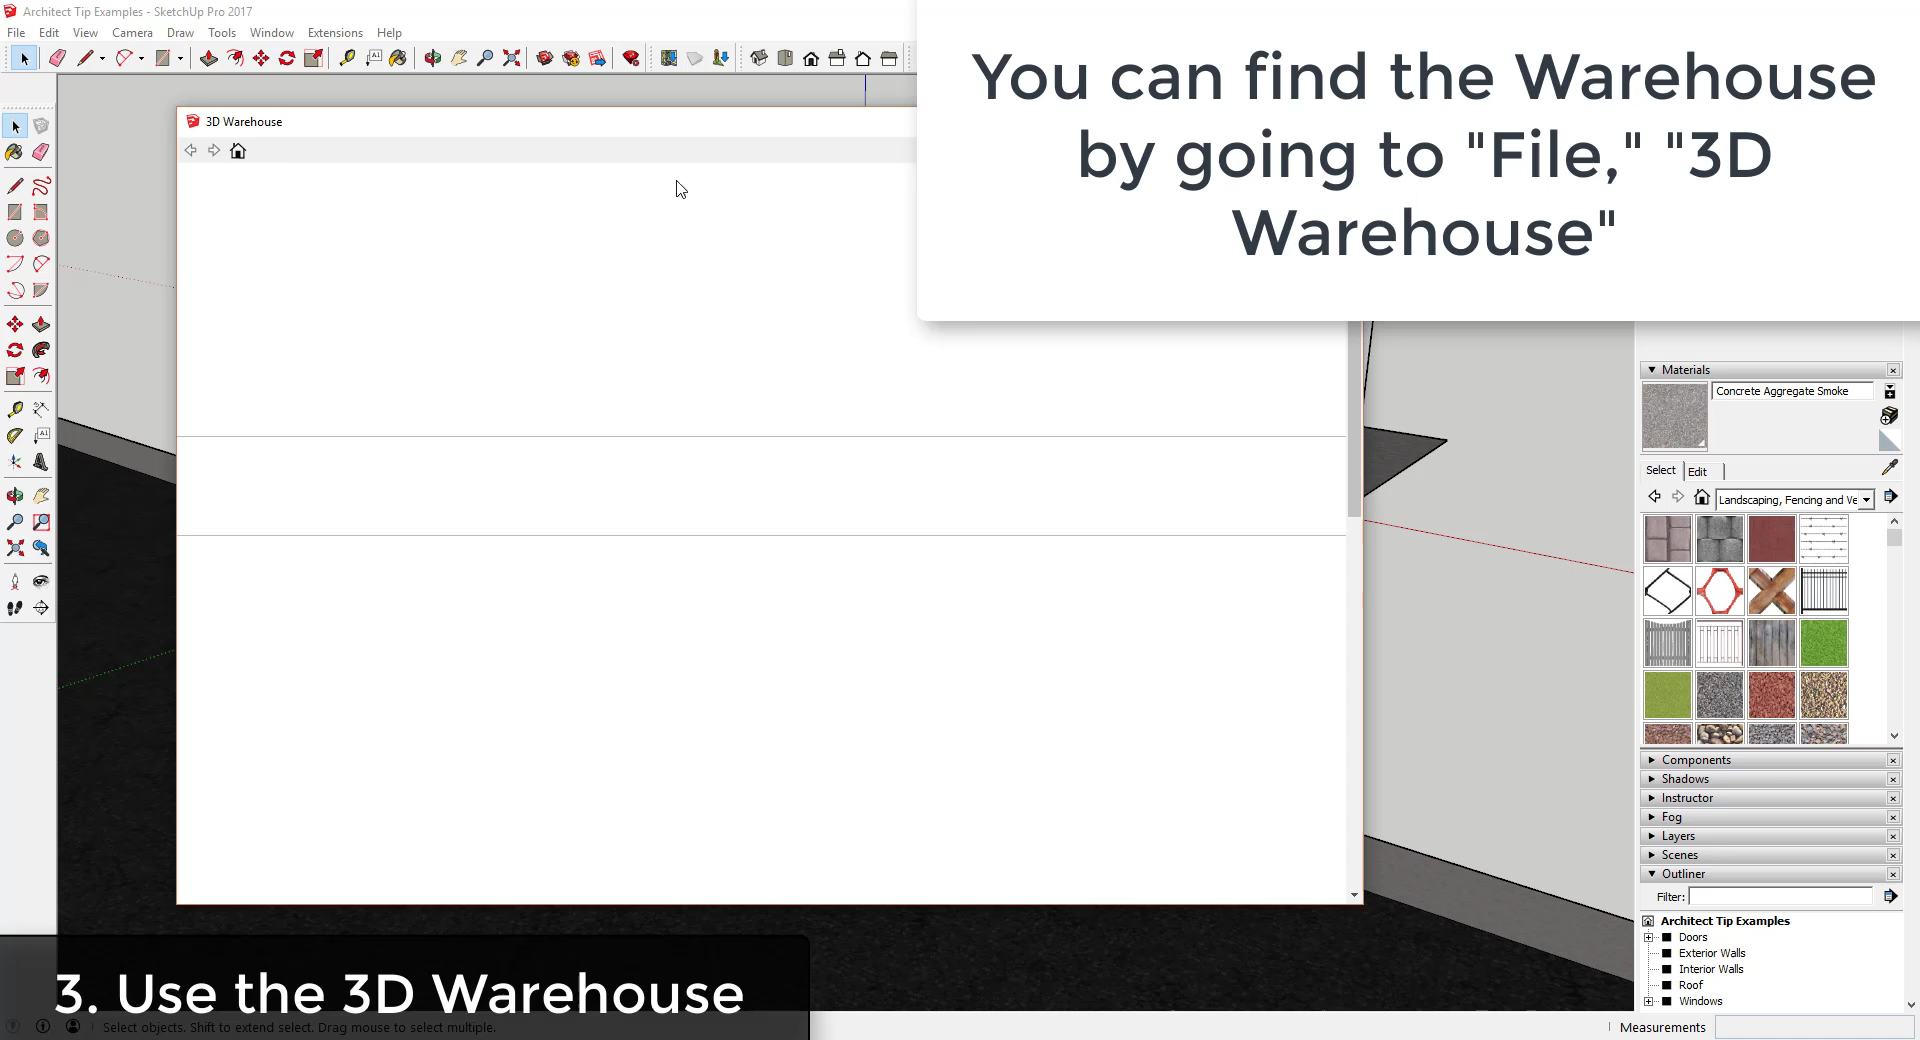 Architect Tip Examples - SketchUp Pro 2017
File Edit View Camera Draw Tools Window Extensions Help
You can find the Warehouse
by going to "File," "3D
Warehouse"
3D Warehouse
Materials
Concrete Aggregate Smoke
Select Edit
Landscaping, Fencing and Ve
Components
Shadows
Instructor
Fog
Layers
Scenes
Outliner
Filter:
Architect Tip Examples
Doors
Exterior Walls
Interior Walls
Roof
Windows
3. Use the 3D Warehouse
Select objects. Shift to extend select. Drag mouse to select multiple.
Measurements